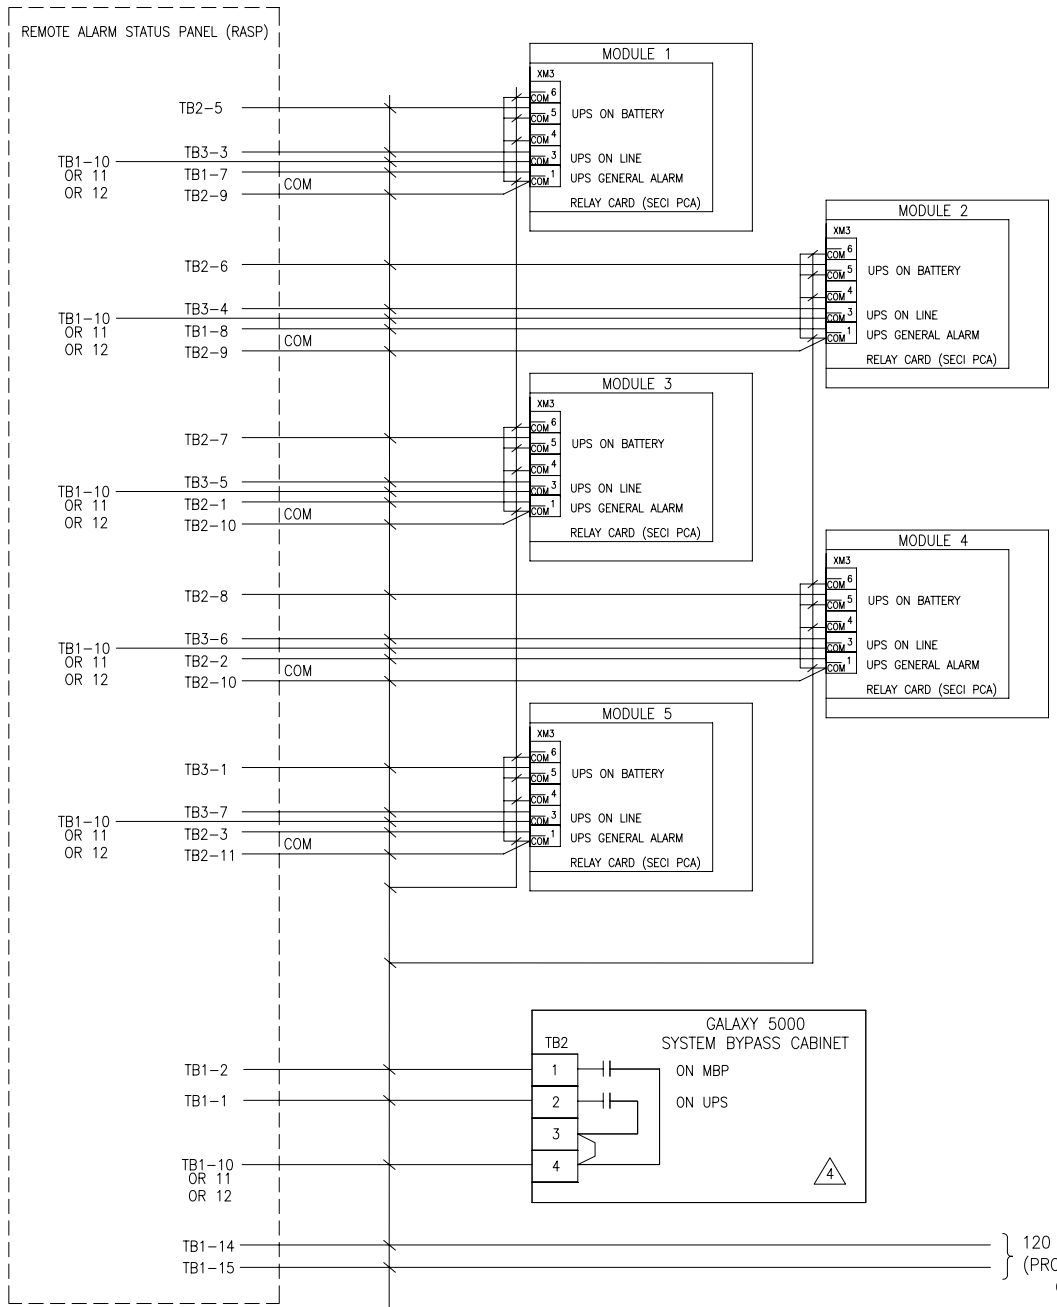 REMOTE ALARM STATUS PANEL (RASP)
MODULE 1
XM3
COM 6
TB2-5
COM 5 UPS ON BATTERY
COM 4
TB3-3
TB1-10
OR 11
OR 12
COM 3 UPS ON LINE
TB1-7
COM 1 UPS GENERAL ALARM
TB2-9 COM
RELAY CARD (SECI PCA)
MODULE 2
XM3
COM 6
TB2-6
COM 5 UPS ON BATTERY
COM 4
TB3-4
TB1-10
OR 11
OR 12
COM 3 UPS ON LINE
TB1-8
COM 1 UPS GENERAL ALARM
TB2-9 COM
RELAY CARD (SECI PCA)
MODULE 3
XM3
COM 6
TB2-7
COM 5 UPS ON BATTERY
COM 4
TB3-5
TB1-10
OR 11
OR 12
COM 3 UPS ON LINE
TB2-1
COM 1 UPS GENERAL ALARM
TB2-10 COM
RELAY CARD (SECI PCA)
MODULE 4
XM3
COM 6
TB2-8
COM 5 UPS ON BATTERY
COM 4
TB3-6
TB1-10
OR 11
OR 12
COM 3 UPS ON LINE
TB2-2
COM 1 UPS GENERAL ALARM
TB2-10 COM
RELAY CARD (SECI PCA)
MODULE 5
XM3
COM 6
TB3-1
COM 5 UPS ON BATTERY
COM 4
TB3-7
TB1-10
OR 11
OR 12
COM 3 UPS ON LINE
TB2-3
COM 1 UPS GENERAL ALARM
TB2-11 COM
RELAY CARD (SECI PCA)
GALAXY 5000
SYSTEM BYPASS CABINET
TB2
TB1-2 1 ON MBP
TB1-1 2 ON UPS
3
TB1-10 4
OR 11
OR 12
4
TB1-14
TB1-15
120
(PRO